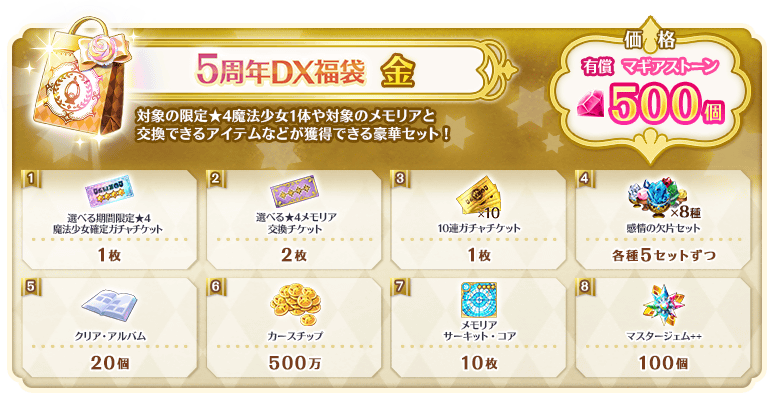 5周年DX福袋 金
価格
有償 マギアストーン
500個
対象の限定★4魔法少女1体や対象のメモリアと
交換できるアイテムなどが獲得できる豪華セット!
1
選べる期間限定★4
魔法少女確定ガチャチケット
1枚
2
選べる★4メモリア
交換チケット
2枚
3
×10
10連ガチャチケット
1枚
4
×8種
感情の欠片セット
各種5セットずつ
5
クリア・アルバム
20個
6
カースチップ
500万
7
メモリア
サーキット・コア
10枚
8
マスタージェム++
100個